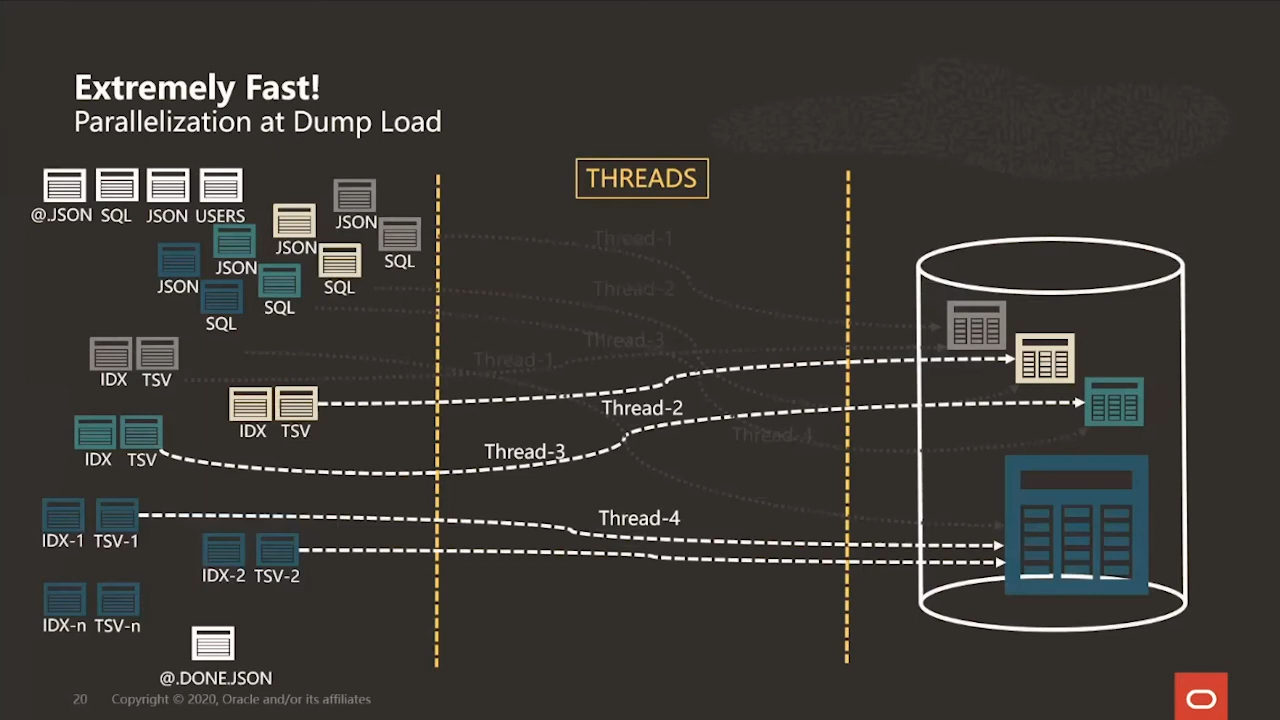 Extremely Fast!
Parallelization at Dump Load
THREADS
@.JSON SQL JSON USERS
JSON
SQL
JSON
SQL
JSON
SQL
JSON
SQL
Thread-1
Thread-2
Thread-3
Thread-1
IDX TSV
IDX TSV
Thread-2
Thread-4
IDX TSV
Thread-3
IDX-1 TSV-1
Thread-4
IDX-2 TSV-2
IDX-n TSV-n
@.DONE.JSON
20 Copyright © 2020, Oracle and/or its affiliates